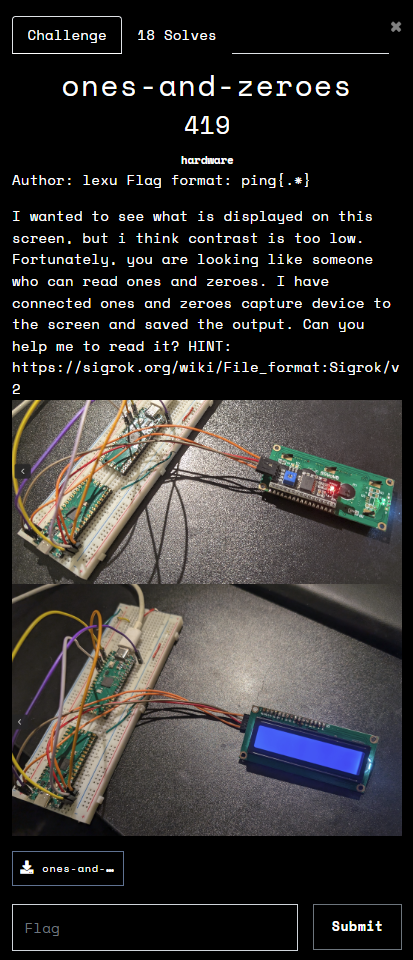 Challenge 18 Solves ✖
ones-and-zeroes
419
hardware
Author: lexu Flag format: ping{.*}
I wanted to see what is displayed on this
screen, but i think contrast is too low.
Fortunately, you are looking like someone
who can read ones and zeroes. I have
connected ones and zeroes capture device to
the screen and saved the output. Can you
help me to read it? HINT:
https://sigrok.org/wiki/File_format:Sigrok/v
2
ones-and-…
Flag
Submit